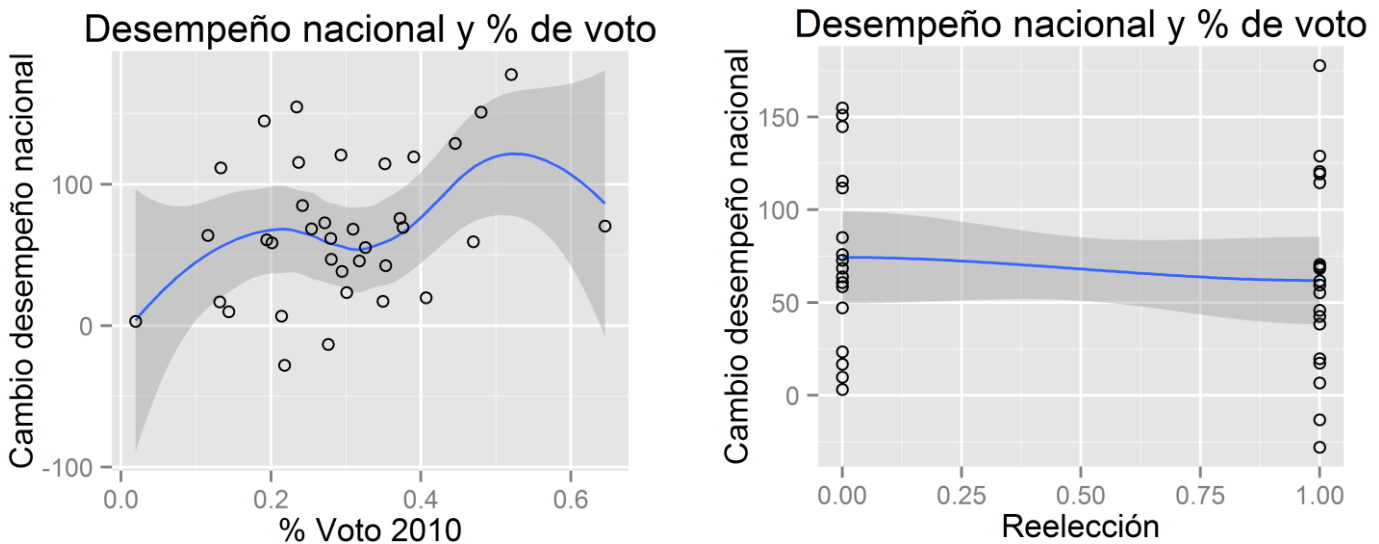 Desempeño nacional y % de voto
Cambio desempeño nacional
100
0
-100
0.0 0.2 0.4 0.6
% Voto 2010
Desempeño nacional y % de voto
Cambio desempeño nacional
150
100
50
0
0.00 0.25 0.50 0.75 1.00
Reelección